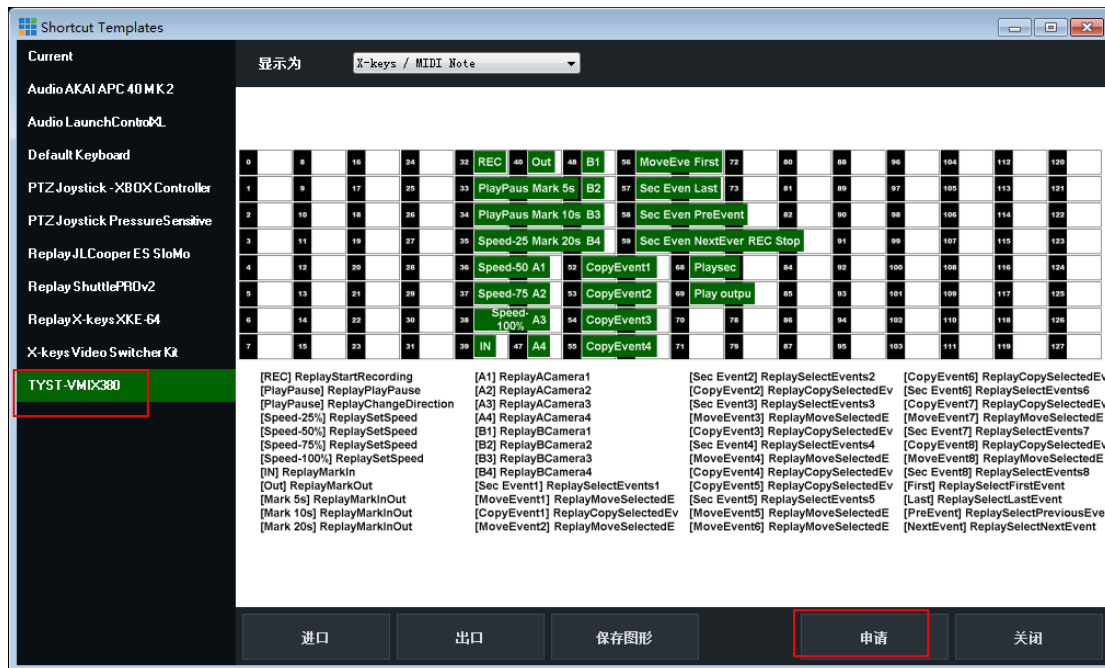 Shortcut Templates
Current
显示为 X-keys / MIDI Note
Audio AKAI APC 40 MK2
Audio LaunchControlXL
Default Keyboard
PTZ Joystick - XBOX Controller
PTZ Joystick Pressure Sensitive
Replay JLCooper ES SloMo
Replay ShuttlePROv2
Replay X-keys XKE-64
X-keys Video Switcher Kit
TYST-VMIX380
0 8 16 24 32 REC 40 Out 48 B1 56 MoveEve First 72 80 88 96 104 112 120
1 9 17 25 33 PlayPaus Mark 5s B2 57 Sec Even Last 73 81 89 97 105 113 121
2 10 18 26 34 PlayPaus Mark 10s B3 58 Sec Even PreEvent 82 90 98 106 114 122
3 11 19 27 35 Speed-25 Mark 20s B4 59 Sec Even NextEver REC Stop 91 99 107 115 123
4 12 20 28 36 Speed-50 A1 52 CopyEvent1 68 Playsec 84 92 100 108 116 124
5 13 21 29 37 Speed-75 A2 53 CopyEvent2 69 Play outpu 85 93 101 109 117 125
6 14 22 30 38 Speed-100% A3 54 CopyEvent3 70 78 86 94 102 110 118 126
7 15 23 31 39 IN 47 A4 55 CopyEvent4 71 79 87 95 103 111 119 127
[REC] ReplayStartRecording
[PlayPause] ReplayPlayPause
[PlayPause] ReplayChangeDirection
[Speed-25%] ReplaySetSpeed
[Speed-50%] ReplaySetSpeed
[Speed-75%] ReplaySetSpeed
[Speed-100%] ReplaySetSpeed
[IN] ReplayMarkIn
[Out] ReplayMarkOut
[Mark 5s] ReplayMarkInOut
[Mark 10s] ReplayMarkInOut
[Mark 20s] ReplayMarkInOut
[A1] ReplayACamera1
[A2] ReplayACamera2
[A3] ReplayACamera3
[A4] ReplayACamera4
[B1] ReplayBCamera1
[B2] ReplayBCamera2
[B3] ReplayBCamera3
[B4] ReplayBCamera4
[Sec Event1] ReplaySelectEvents1
[MoveEvent1] ReplayMoveSelectedE
[CopyEvent1] ReplayCopySelectedEv
[MoveEvent2] ReplayMoveSelectedE
[Sec Event2] ReplaySelectEvents2
[CopyEvent2] ReplayCopySelectedEv
[Sec Event3] ReplaySelectEvents3
[MoveEvent3] ReplayMoveSelectedE
[CopyEvent3] ReplayCopySelectedEv
[Sec Event4] ReplaySelectEvents4
[MoveEvent4] ReplayMoveSelectedE
[CopyEvent4] ReplayCopySelectedEv
[CopyEvent5] ReplayCopySelectedEv
[Sec Event5] ReplaySelectEvents5
[MoveEvent5] ReplayMoveSelectedE
[MoveEvent6] ReplayMoveSelectedE
[CopyEvent6] ReplayCopySelectedEv
[Sec Event6] ReplaySelectEvents6
[CopyEvent7] ReplayCopySelectedEv
[MoveEvent7] ReplayMoveSelectedE
[Sec Event7] ReplaySelectEvents7
[CopyEvent8] ReplayCopySelectedEv
[MoveEvent8] ReplayMoveSelectedE
[Sec Event8] ReplaySelectEvents8
[First] ReplaySelectFirstEvent
[Last] ReplaySelectLastEvent
[PreEvent] ReplaySelectPreviousEve
[NextEvent] ReplaySelectNextEvent
进口 出口 保存图形 申请 关闭